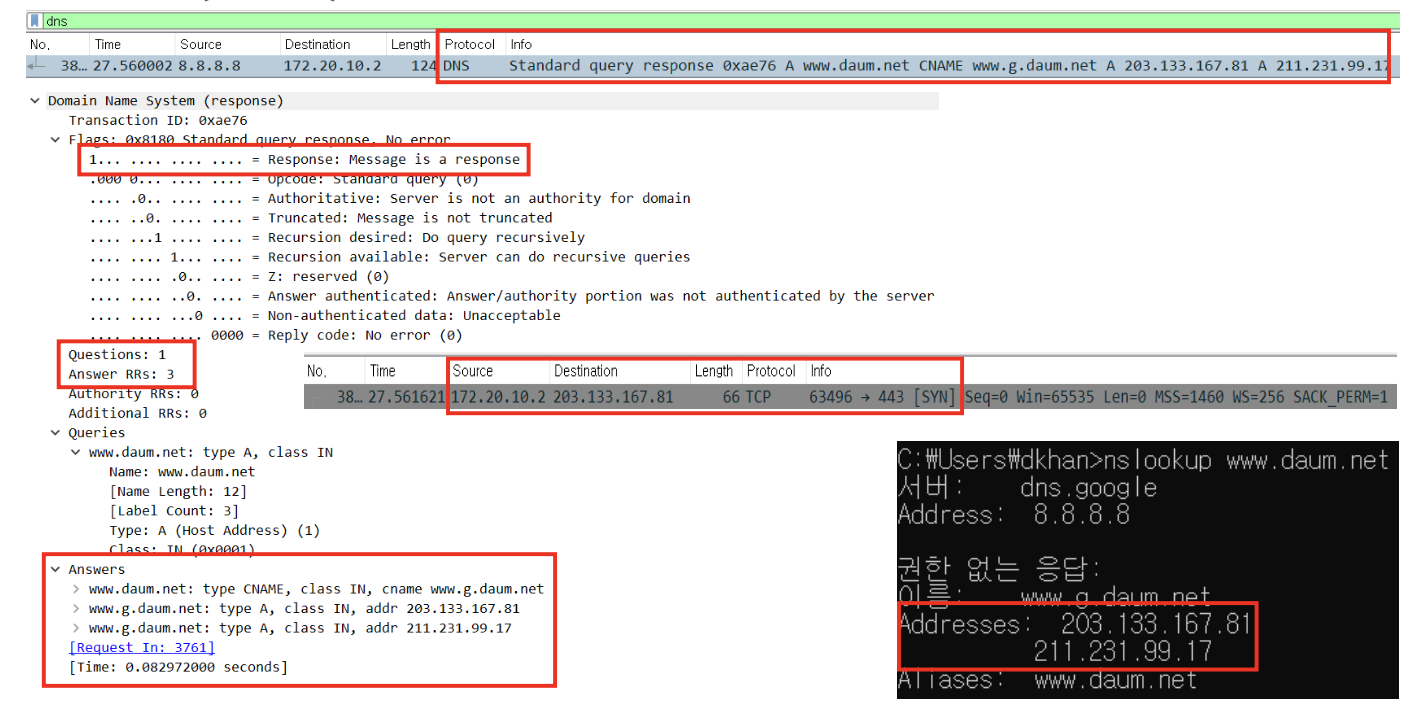 dns
No. Time Source Destination Length Protocol Info
38… 27.560002 8.8.8.8 172.20.10.2 124 DNS Standard query response 0xae76 A www.daum.net CNAME www.g.daum.net A 203.133.167.81 A 211.231.99.17
Domain Name System (response)
Transaction ID: 0xae76
Flags: 0x8180 Standard query response, No error
1... .... .... .... = Response: Message is a response
.000 0... .... .... = Opcode: Standard query (0)
.... .0.. .... .... = Authoritative: Server is not an authority for domain
.... ..0. .... .... = Truncated: Message is not truncated
.... ...1 .... .... = Recursion desired: Do query recursively
.... .... 1... .... = Recursion available: Server can do recursive queries
.... .... .0.. .... = Z: reserved (0)
.... .... ..0. .... = Answer authenticated: Answer/authority portion was not authenticated by the server
.... .... ...0 .... = Non-authenticated data: Unacceptable
.... .... .... 0000 = Reply code: No error (0)
Questions: 1
Answer RRs: 3
Authority RRs: 0
Additional RRs: 0
Queries
www.daum.net: type A, class IN
Name: www.daum.net
[Name Length: 12]
[Label Count: 3]
Type: A (Host Address) (1)
Class: IN (0x0001)
Answers
www.daum.net: type CNAME, class IN, cname www.g.daum.net
www.g.daum.net: type A, class IN, addr 203.133.167.81
www.g.daum.net: type A, class IN, addr 211.231.99.17
[Request In: 3761]
[Time: 0.082972000 seconds]
No. Time Source Destination Length Protocol Info
38… 27.561621 172.20.10.2 203.133.167.81 66 TCP 63496 → 443 [SYN] Seq=0 Win=65535 Len=0 MSS=1460 WS=256 SACK_PERM=1
C:₩Users₩dkhan>nslookup www.daum.net
서버: dns.google
Address: 8.8.8.8
권한 없는 응답:
이름: www.g.daum.net
Addresses: 203.133.167.81
211.231.99.17
Aliases: www.daum.net